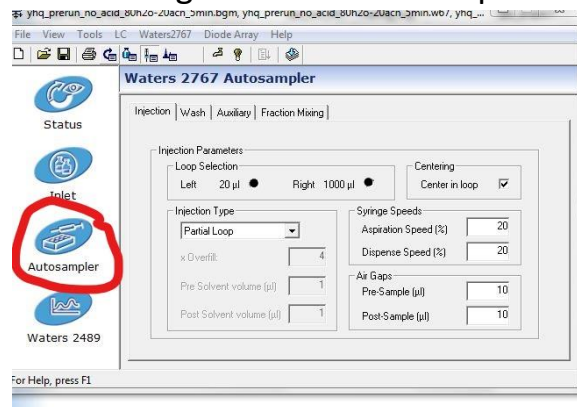 yhq_prerun_no_acid_80h2o-20acn_5min.bgm, yhq_prerun_no_acid_80H2O-20ACN_5min.w67, yhq_...
File View Tools LC Waters2767 Diode Array Help
Waters 2767 Autosampler
Status
Inlet
Autosampler
Waters 2489
Injection Wash Auxiliary Fraction Mixing
Injection Parameters
Loop Selection
Left 20 µl Right 1000 µl
Centering
Center in loop
Injection Type
Partial Loop
x Overfill: 4
Pre Solvent volume (µl) 1
Post Solvent volume (µl) 1
Syringe Speeds
Aspiration Speed (%) 20
Dispense Speed (%) 20
Air Gaps
Pre-Sample (µl) 10
Post-Sample (µl) 10
For Help, press F1